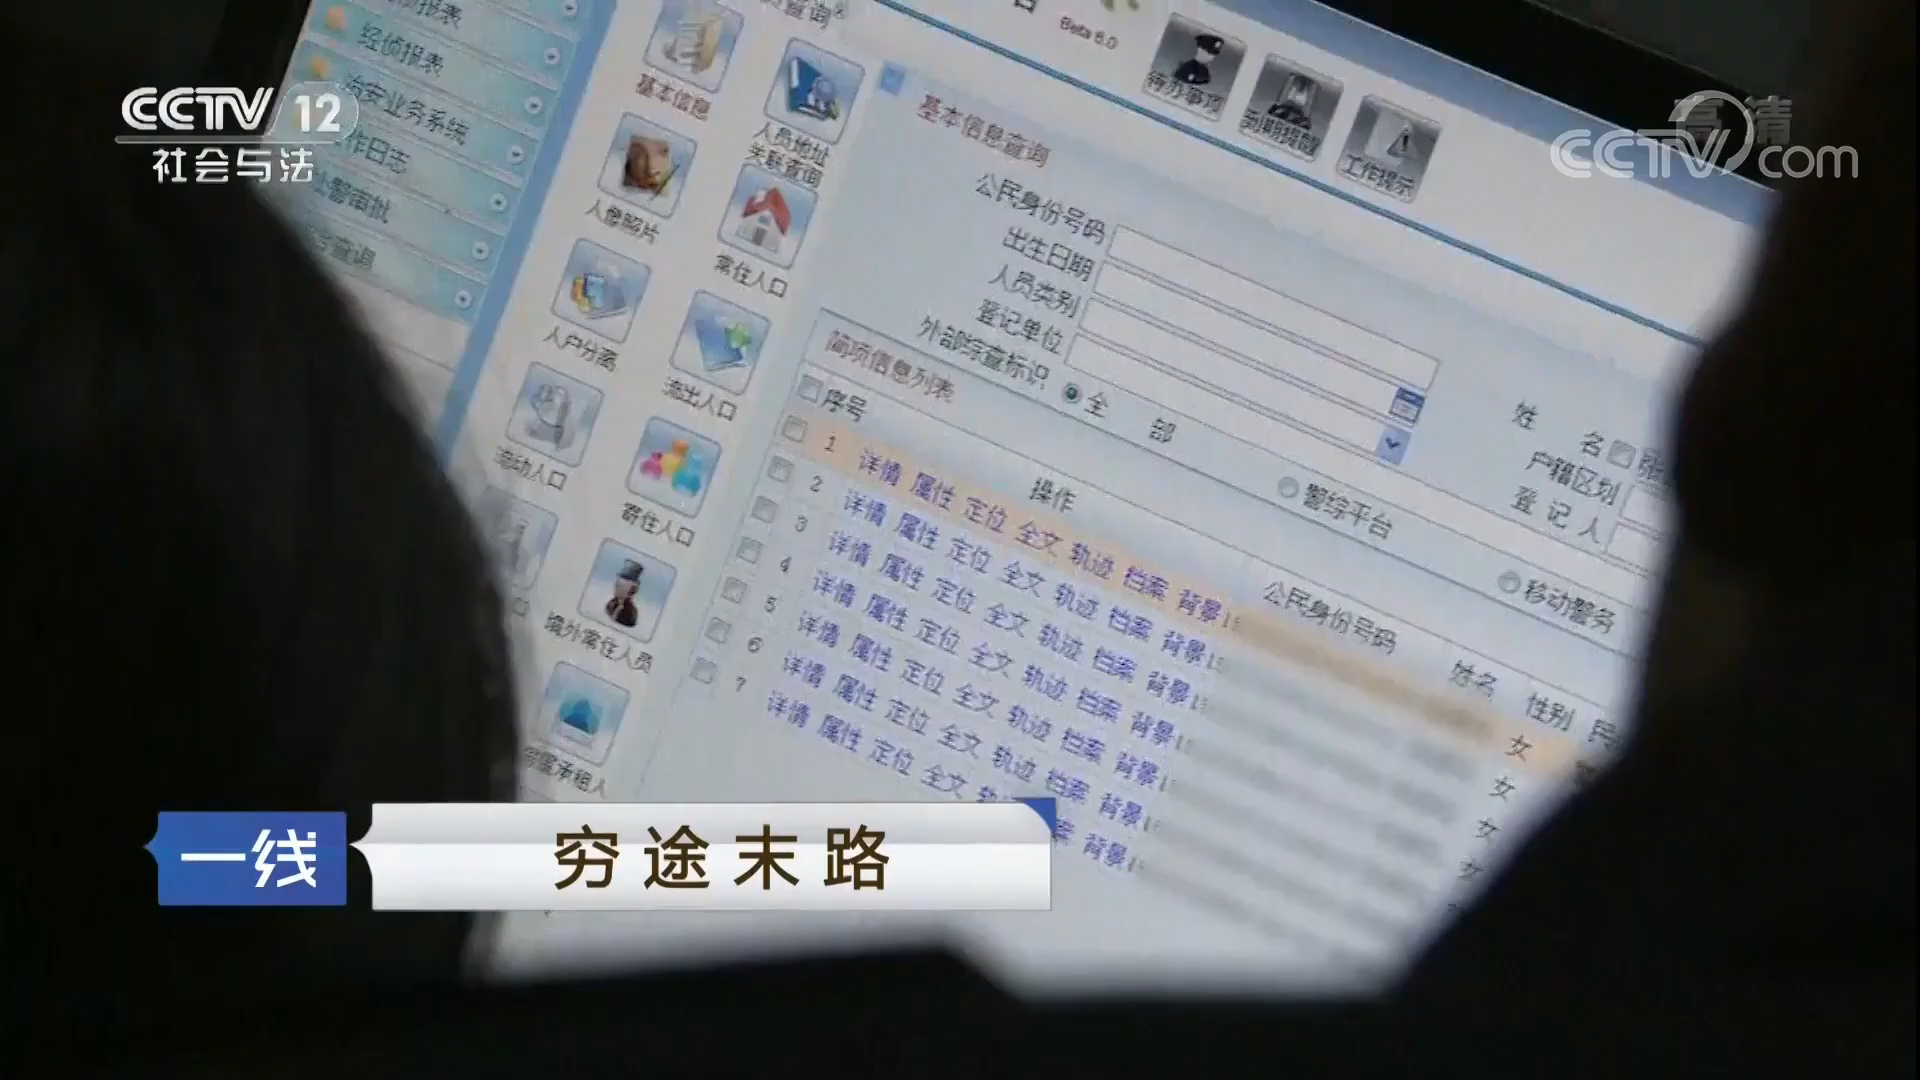 CCTV 12
社会与法
高清
CCTV.com
经侦报表
治安业务系统
作日志
Beta 6.0
待办事项
到期提醒
工作提示
基本信息
人员地址
关联查询
人像照片
常住人口
人户分离
流出人口
流动人口
寄住人口
境外常住人员
基本信息查询
公民身份号码
出生日期
人员类别
登记单位
外部综查标识
全 部
警综平台
移动警务
姓 名
户籍区划
登 记 人
简项信息列表
序号
操作
公民身份号码
姓名
性别
1 详情 属性 定位 全文 轨迹 档案 背景
女
2 详情 属性 定位 全文 轨迹 档案 背景
女
3 详情 属性 定位 全文 轨迹 档案 背景
女
4 详情 属性 定位 全文 轨迹 档案 背景
女
5 详情 属性 定位 全文 轨迹 档案 背景
6 详情 属性 定位 全文 轨迹 档案 背景
7 详情 属性 定位 全文
背景
一线
穷途末路